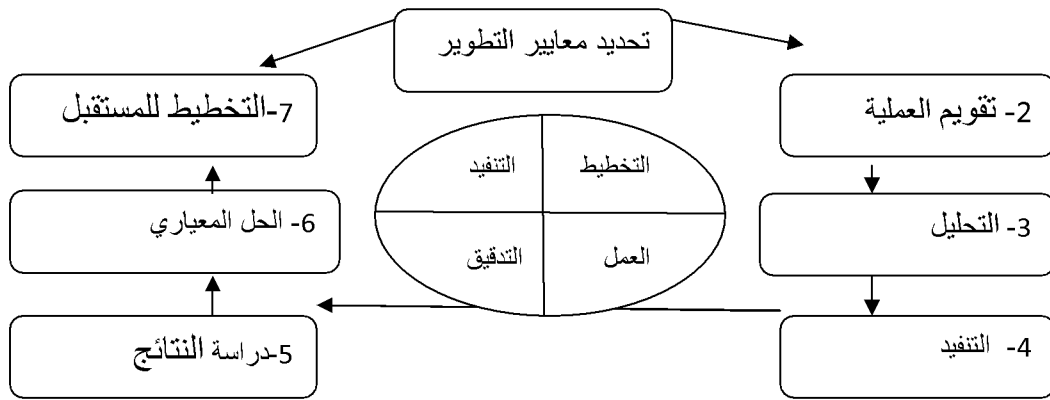 تحديد معايير التطوير
2- تقويم العملية
3- التحليل
4- التنفيد
5-دراسة النتائج
6- الحل المعياري
7-التخطيط للمستقبل
التخطيط
التنفيد
العمل
التدقيق